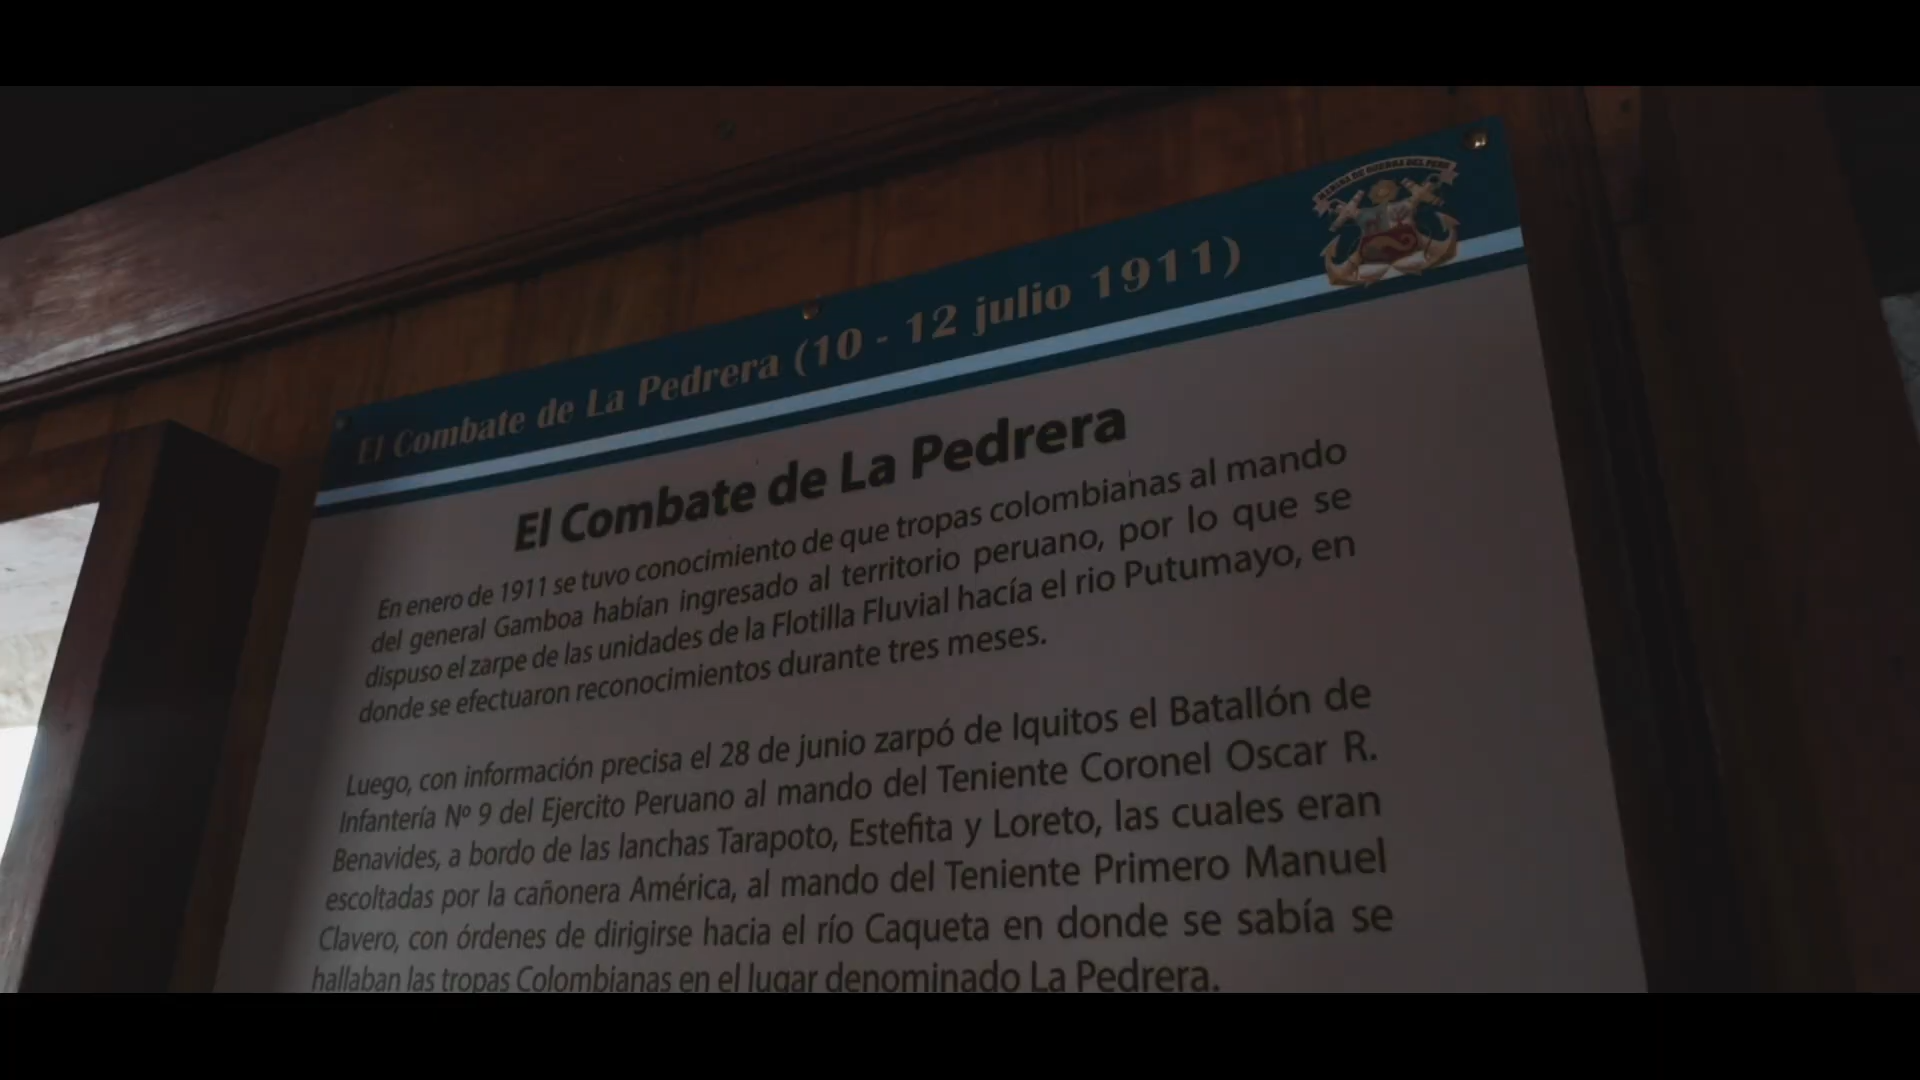 MARINA DE GUERRA DEL PERÚ
El Combate de La Pedrera (10 - 12 julio 1911)
El Combate de La Pedrera
En enero de 1911 se tuvo conocimiento de que tropas colombianas al mando
del general Gamboa habían ingresado al territorio peruano, por lo que se
dispuso el zarpe de las unidades de la Flotilla Fluvial hacía el rio Putumayo, en
donde se efectuaron reconocimientos durante tres meses.
Luego, con información precisa el 28 de junio zarpó de Iquitos el Batallón de
Infantería Nº 9 del Ejercito Peruano al mando del Teniente Coronel Oscar R.
Benavides, a bordo de las lanchas Tarapoto, Estefita y Loreto, las cuales eran
escoltadas por la cañonera América, al mando del Teniente Primero Manuel
Clavero, con órdenes de dirigirse hacia el río Caqueta en donde se sabía se
hallaban las tropas Colombianas en el lugar denominado La Pedrera.